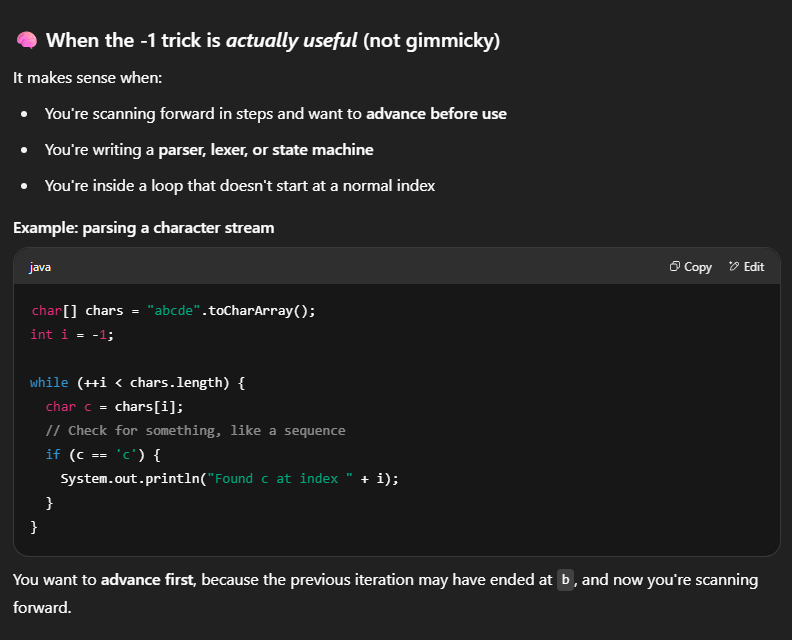 🧠 When the -1 trick is actually useful (not gimmicky)
It makes sense when:
• You're scanning forward in steps and want to advance before use
• You're writing a parser, lexer, or state machine
• You're inside a loop that doesn't start at a normal index
Example: parsing a character stream
java Copy Edit
char[] chars = "abcde".toCharArray();
int i = -1;
while (++i < chars.length) {
  char c = chars[i];
  // Check for something, like a sequence
  if (c == 'c') {
    System.out.println("Found c at index " + i);
  }
}
You want to advance first, because the previous iteration may have ended at b, and now you're scanning
forward.